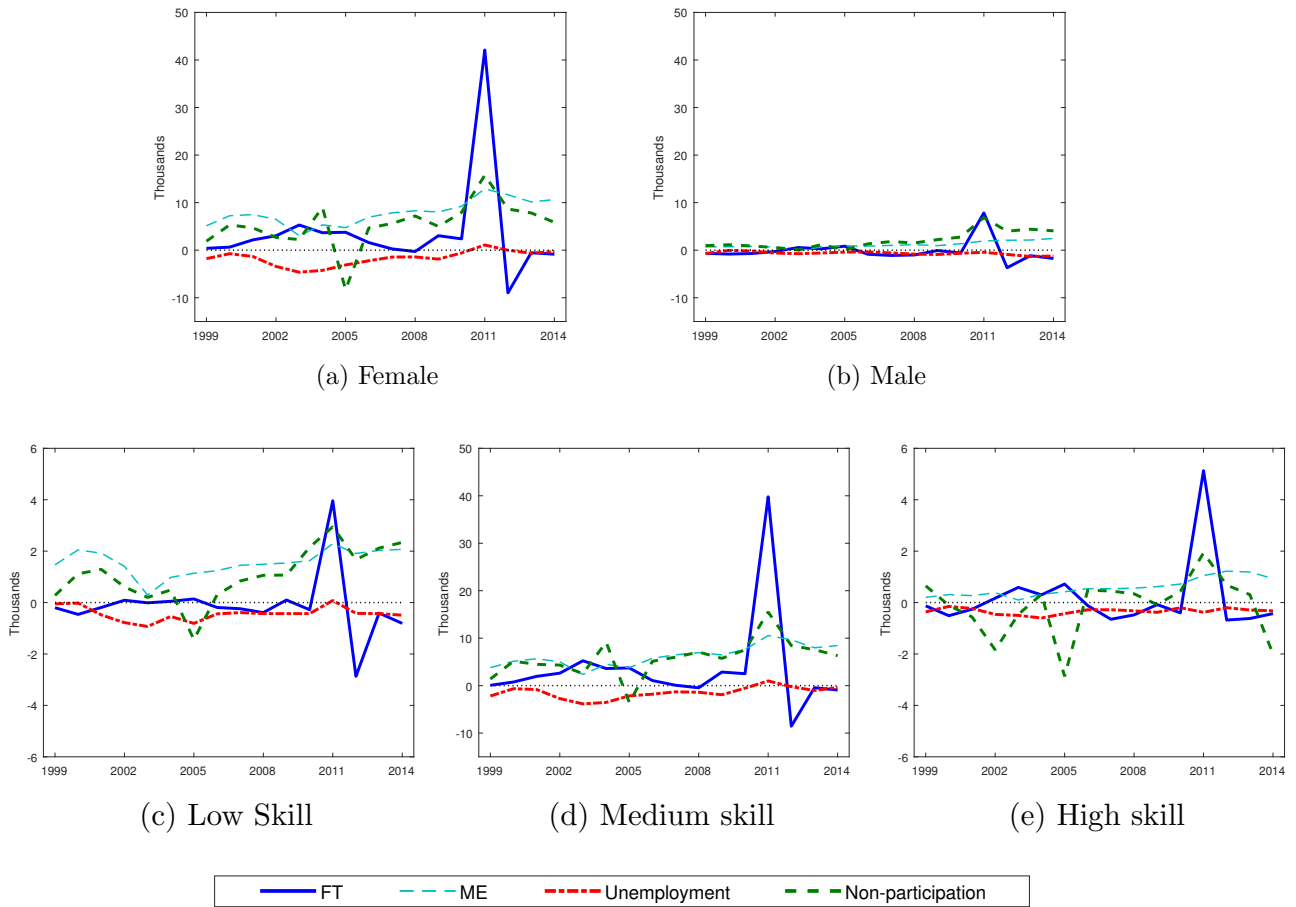 50
40
30
20
10
0
-10
Thousands
1999 2002 2005 2008 2011 2014
(a) Female
50
40
30
20
10
0
-10
Thousands
1999 2002 2005 2008 2011 2014
(b) Male
6
4
2
0
-2
-4
-6
Thousands
1999 2002 2005 2008 2011 2014
(c) Low Skill
50
40
30
20
10
0
-10
Thousands
1999 2002 2005 2008 2011 2014
(d) Medium skill
6
4
2
0
-2
-4
-6
Thousands
1999 2002 2005 2008 2011 2014
(e) High skill
FT ME Unemployment Non-participation